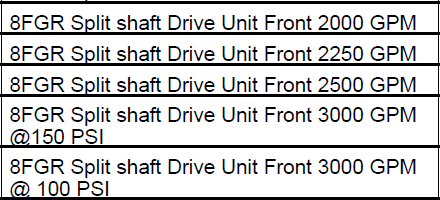 8FGR Split shaft Drive Unit Front 2000 GPM
8FGR Split shaft Drive Unit Front 2250 GPM
8FGR Split shaft Drive Unit Front 2500 GPM
8FGR Split shaft Drive Unit Front 3000 GPM
@150 PSI
8FGR Split shaft Drive Unit Front 3000 GPM
@ 100 PSI